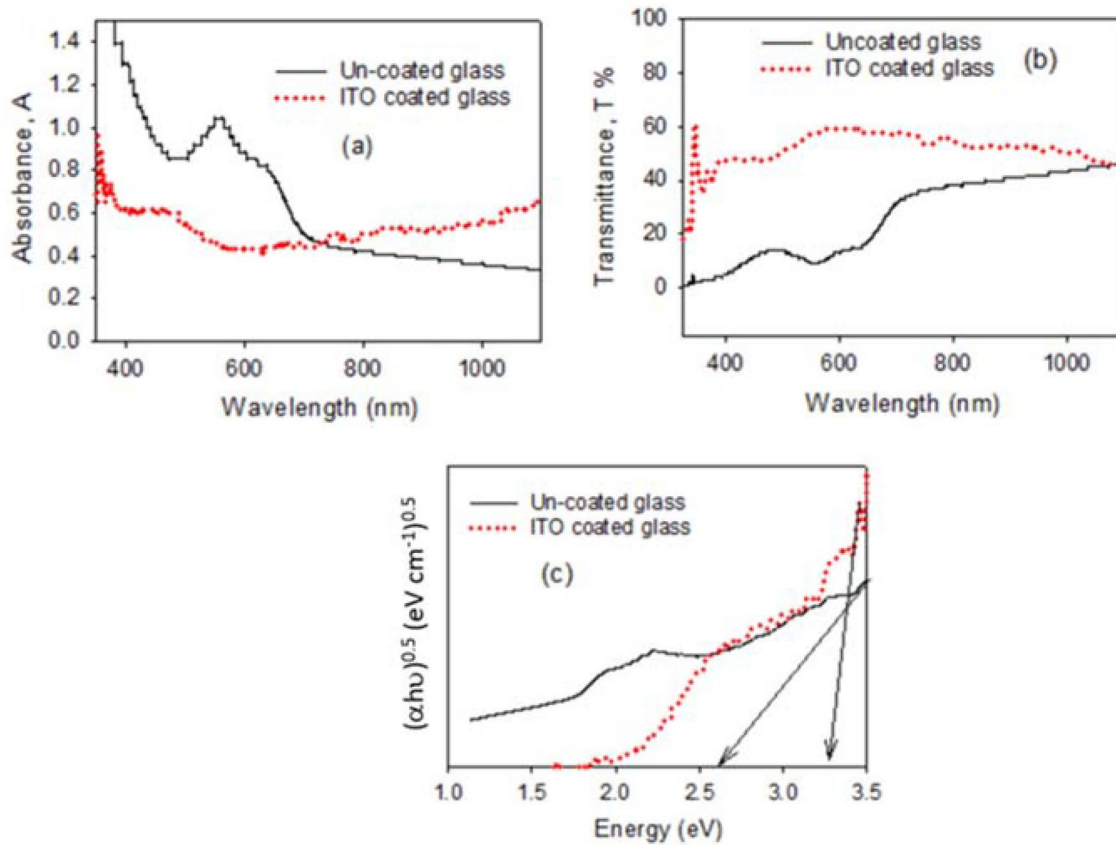 1.4
1.2
1.0
0.8
0.6
0.4
0.2
0.0
Absorbance, A
Un-coated glass
ITO coated glass
(a)
400 600 800 1000
Wavelength (nm)
100
80
60
40
20
0
Transmittance, T %
Uncoated glass
ITO coated glass
(b)
400 600 800 1000
Wavelength (nm)
(αhυ)^0.5 (eV cm^-1)^0.5
Un-coated glass
ITO coated glass
(c)
1.0 1.5 2.0 2.5 3.0 3.5
Energy (eV)